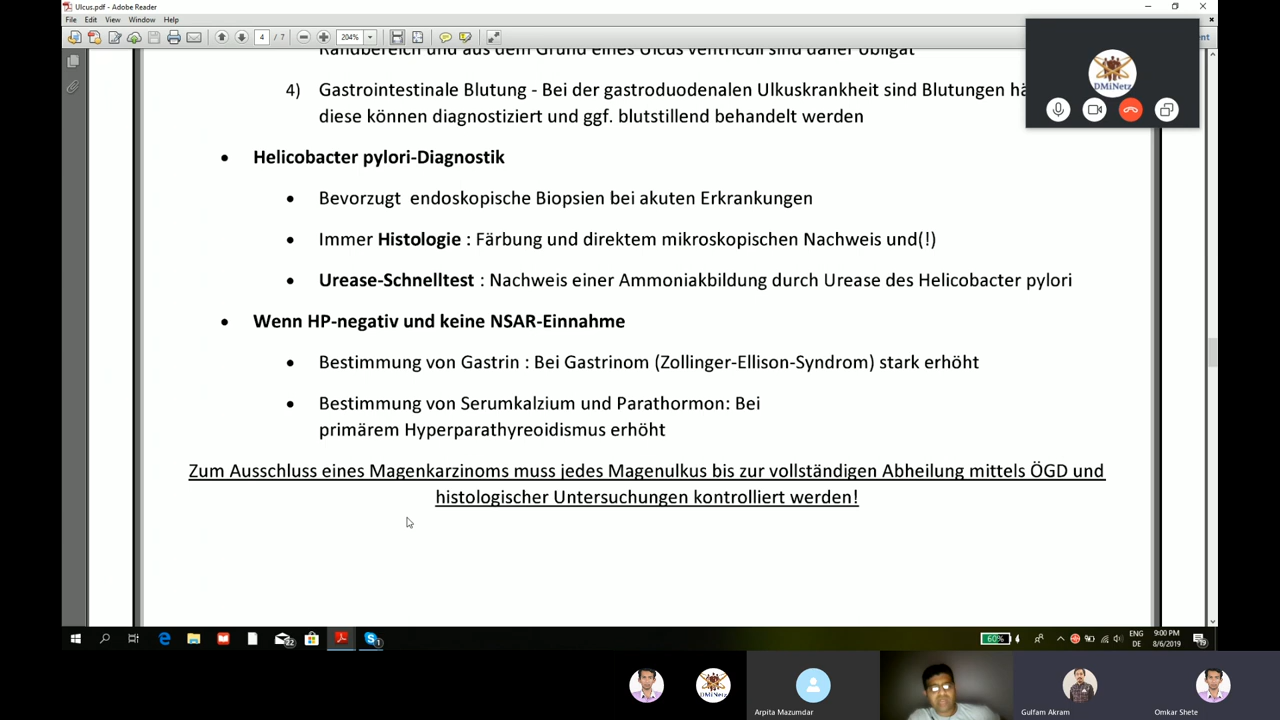 Ulcus.pdf - Adobe Reader
File Edit View Window Help
4 / 7 204%
Randbereich und aus dem Grund eines Ulcus ventriculi sind daher obligat
4) Gastrointestinale Blutung - Bei der gastroduodenalen Ulkuskrankheit sind Blutungen hä
diese können diagnostiziert und ggf. blutstillend behandelt werden
• Helicobacter pylori-Diagnostik
• Bevorzugt endoskopische Biopsien bei akuten Erkrankungen
• Immer Histologie : Färbung und direktem mikroskopischen Nachweis und(!)
• Urease-Schnelltest : Nachweis einer Ammoniakbildung durch Urease des Helicobacter pylori
• Wenn HP-negativ und keine NSAR-Einnahme
• Bestimmung von Gastrin : Bei Gastrinom (Zollinger-Ellison-Syndrom) stark erhöht
• Bestimmung von Serumkalzium und Parathormon: Bei
primärem Hyperparathyreoidismus erhöht
Zum Ausschluss eines Magenkarzinoms muss jedes Magenulkus bis zur vollständigen Abheilung mittels ÖGD und
histologischer Untersuchungen kontrolliert werden!
DMiNetz
22
1
60%
ENG
DE
9:00 PM
8/6/2019
Arpita Mazumdar
Gulfam Akram
Omkar Shete